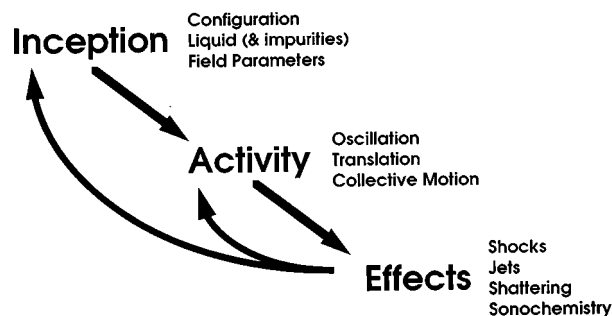 Inception
Configuration
Liquid (& impurities)
Field Parameters
Activity
Oscillation
Translation
Collective Motion
Effects
Shocks
Jets
Shattering
Sonochemistry